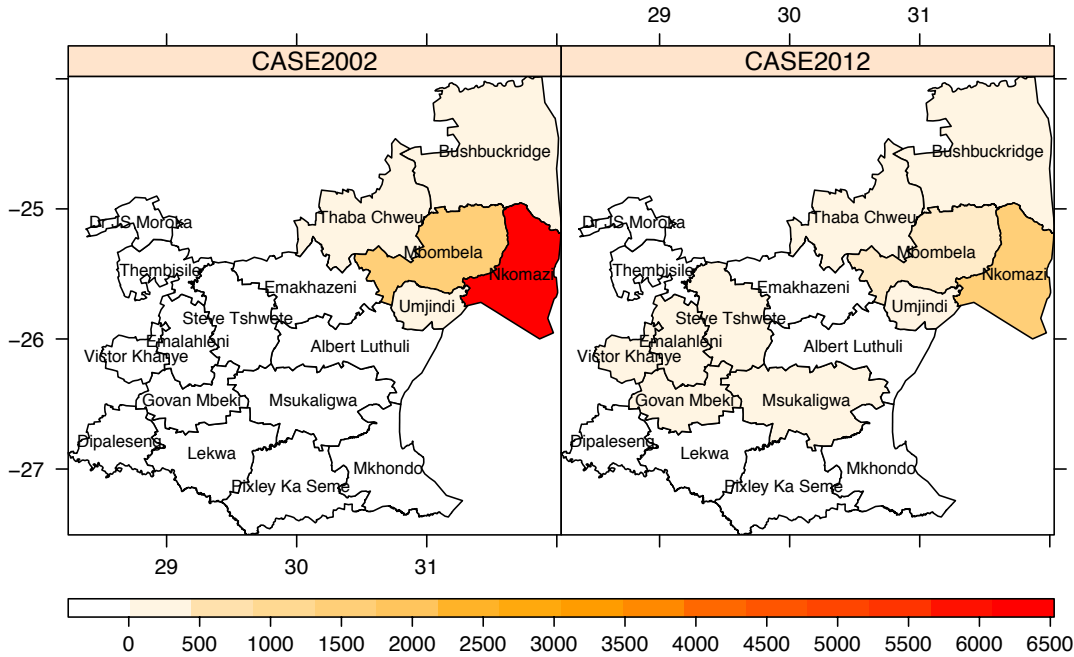 29 30 31
CASE2002 CASE2012
Bushbuckridge Bushbuckridge
−25
Dr JS Moroka Thaba Chweu Dr JS Moroka Thaba Chweu
Mbombela Mbombela
Thembisile Nkomazi Thembisile Nkomazi
Emakhazeni Emakhazeni
Umjindi Umjindi
Steve Tshwete Steve Tshwete
−26
Emalahleni Albert Luthuli Emalahleni Albert Luthuli
Victor Khanye Victor Khanye
Govan Mbeki Msukaligwa Govan Mbeki Msukaligwa
Dipaleseng Dipaleseng
Lekwa Lekwa
−27
Mkhondo Mkhondo
Pixley Ka Seme Pixley Ka Seme
29 30 31
0 500 1000 1500 2000 2500 3000 3500 4000 4500 5000 5500 6000 6500